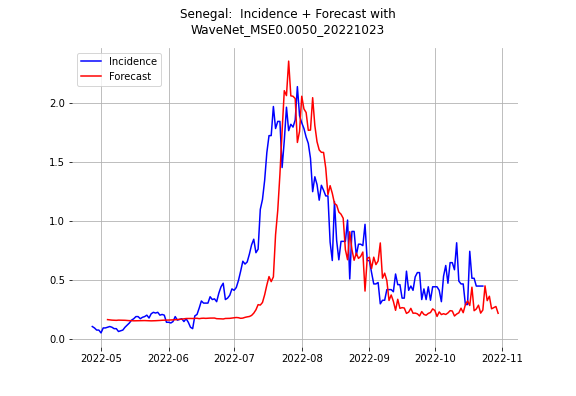 Senegal:  Incidence + Forecast with
WaveNet_MSE0.0050_20221023
Incidence
Forecast
2.0
1.5
1.0
0.5
0.0
2022-05 2022-06 2022-07 2022-08 2022-09 2022-10 2022-11